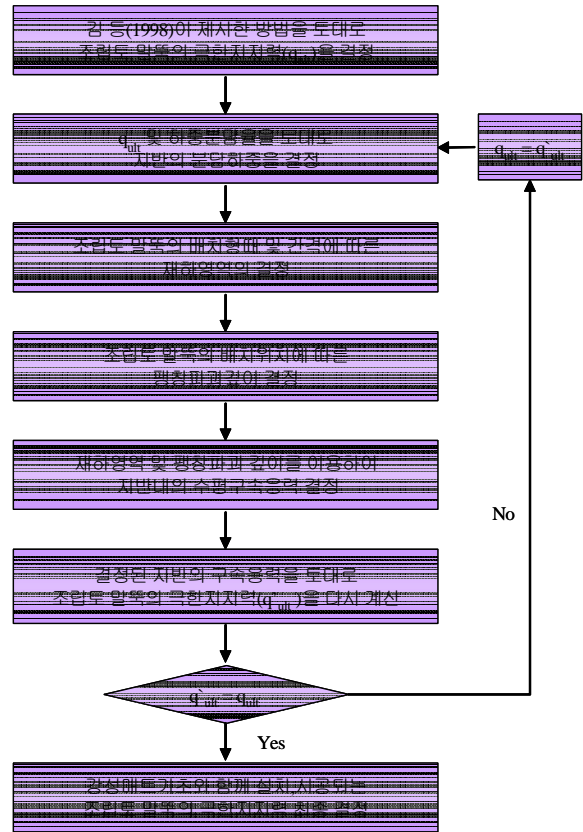 김 등(1998)이 제시한 방법을 토대로
조립토 말뚝의 극한지지력(qult)을 결정
qult 및 하중분담율을 토대로
지반의 분담하중을 결정
qult = q`ult
조립토 말뚝의 배치형태 및 간격에 따른
재하영역의 결정
조립토 말뚝의 배치위치에 따른
팽창파괴깊이 결정
재하영역 및 팽창파괴 깊이를 이용하여
지반내의 수평구속응력 결정
No
결정된 지반의 구속응력을 토대로
조립토 말뚝의 극한지지력(q`ult)을 다시 계산
q`ult = qult
Yes
강성매트기초와 함께 설치,시공되는
조립토 말뚝의 극한지지력 최종 결정